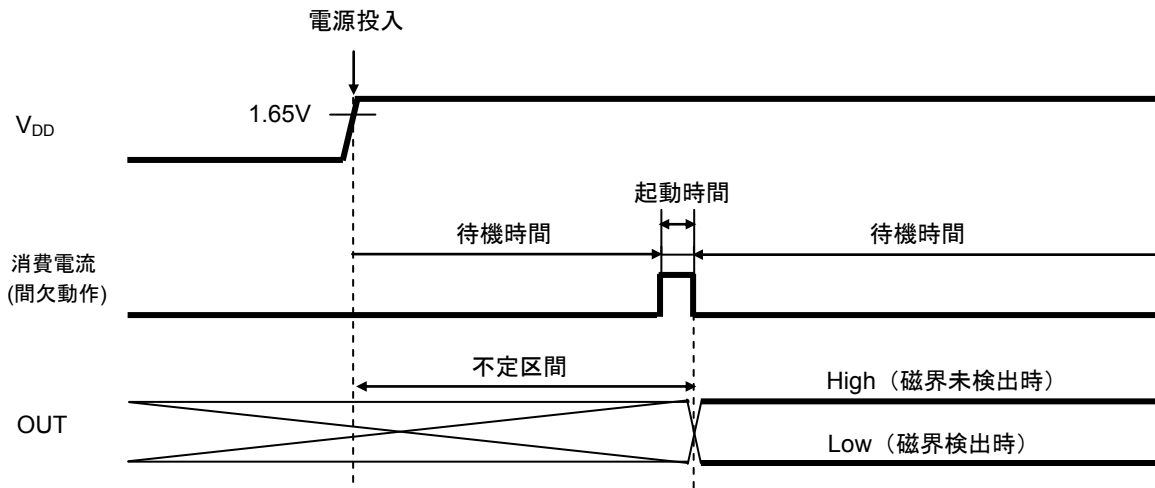 電源投入
1.65V
VDD
起動時間
待機時間
待機時間
消費電流
(間欠動作)
不定区間
High（磁界未検出時）
OUT
Low（磁界検出時）